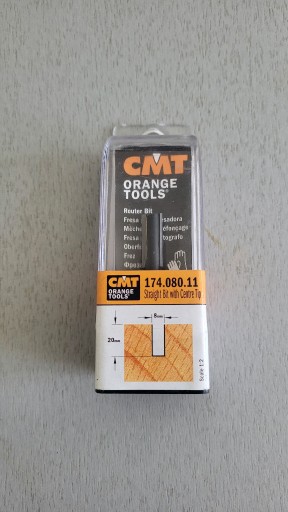 CMT
ORANGE
TOOLS®
Router Bit
Fresa
Fresa
CMT
ORANGE
TOOLS
174.080.11
Straight Bit with Centre Tip
8mm
20mm
Scale 1:2